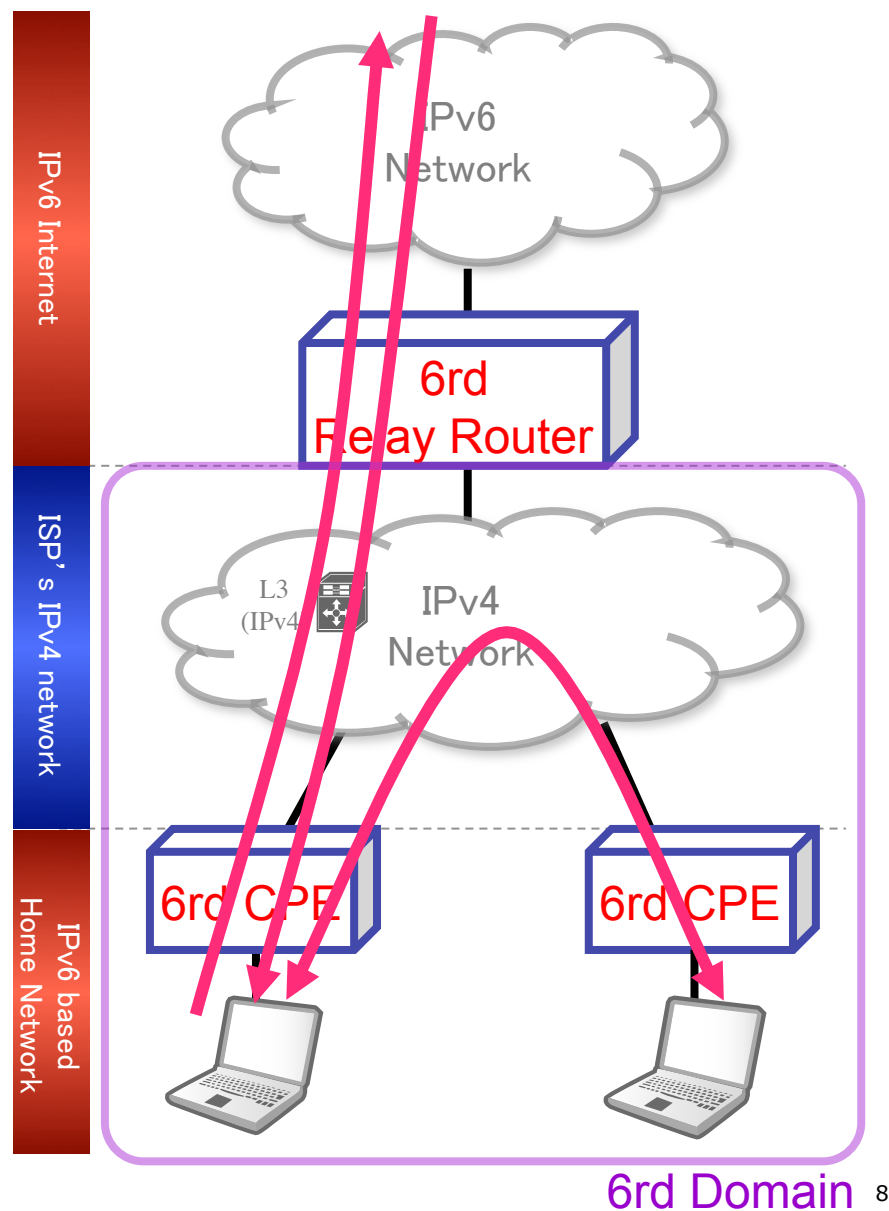 IPv6 Internet
IPv6
Network
6rd
Relay Router
ISP’s IPv4 network
L3
(IPv4
IPv4
Network
IPv6 based
Home Network
6rd CPE
6rd CPE
6rd Domain
8